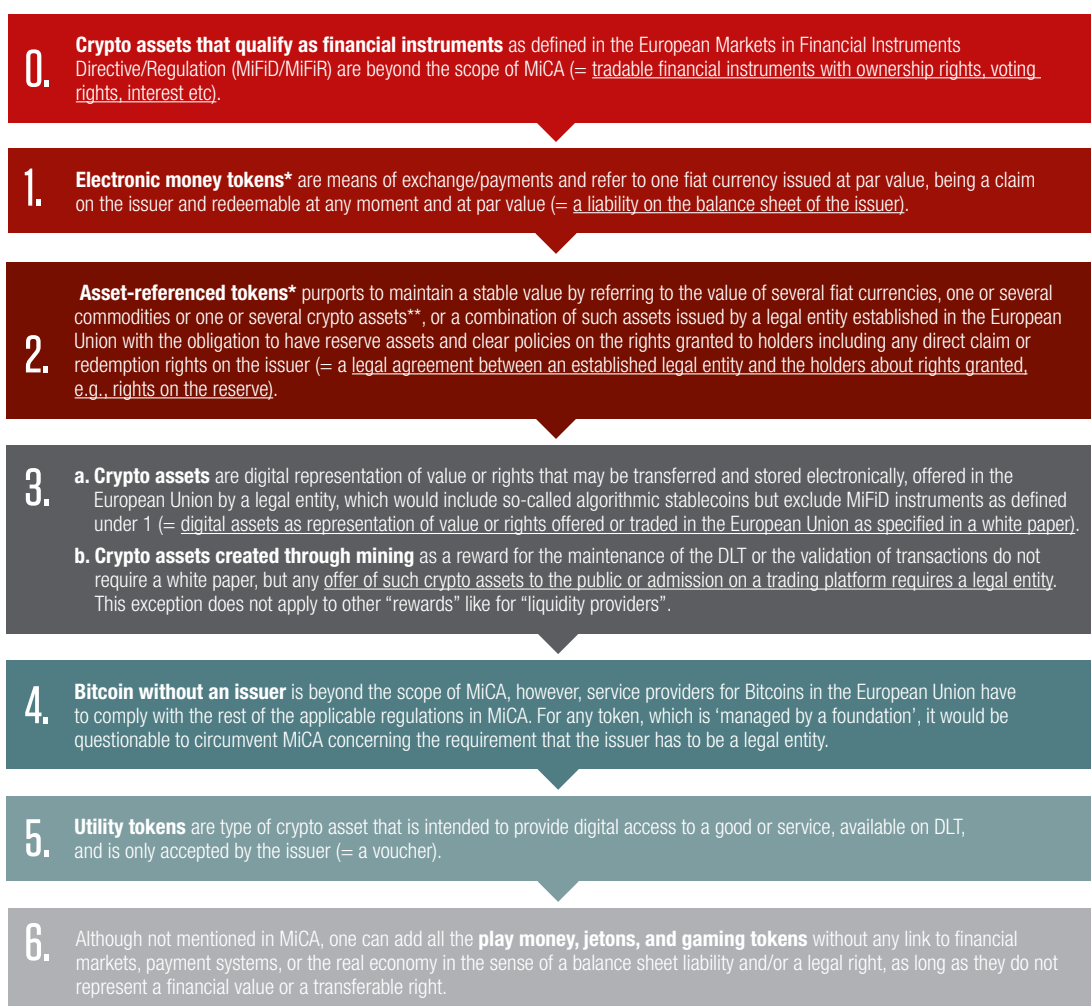 0.
Crypto assets that qualify as financial instruments as defined in the European Markets in Financial Instruments
Directive/Regulation (MiFiD/MiFiR) are beyond the scope of MiCA (= tradable financial instruments with ownership rights, voting
rights, interest etc).
1.
Electronic money tokens* are means of exchange/payments and refer to one fiat currency issued at par value, being a claim
on the issuer and redeemable at any moment and at par value (= a liability on the balance sheet of the issuer).
2.
Asset-referenced tokens* purports to maintain a stable value by referring to the value of several fiat currencies, one or several
commodities or one or several crypto assets**, or a combination of such assets issued by a legal entity established in the European
Union with the obligation to have reserve assets and clear policies on the rights granted to holders including any direct claim or
redemption rights on the issuer (= a legal agreement between an established legal entity and the holders about rights granted,
e.g., rights on the reserve).
3.
a. Crypto assets are digital representation of value or rights that may be transferred and stored electronically, offered in the
European Union by a legal entity, which would include so-called algorithmic stablecoins but exclude MiFiD instruments as defined
under 1 (= digital assets as representation of value or rights offered or traded in the European Union as specified in a white paper).
b. Crypto assets created through mining as a reward for the maintenance of the DLT or the validation of transactions do not
require a white paper, but any offer of such crypto assets to the public or admission on a trading platform requires a legal entity.
This exception does not apply to other “rewards” like for “liquidity providers”.
4.
Bitcoin without an issuer is beyond the scope of MiCA, however, service providers for Bitcoins in the European Union have
to comply with the rest of the applicable regulations in MiCA. For any token, which is ‘managed by a foundation’, it would be
questionable to circumvent MiCA concerning the requirement that the issuer has to be a legal entity.
5.
Utility tokens are type of crypto asset that is intended to provide digital access to a good or service, available on DLT,
and is only accepted by the issuer (= a voucher).
6.
Although not mentioned in MiCA, one can add all the play money, jetons, and gaming tokens without any link to financial
markets, payment systems, or the real economy in the sense of a balance sheet liability and/or a legal right, as long as they do not
represent a financial value or a transferable right.